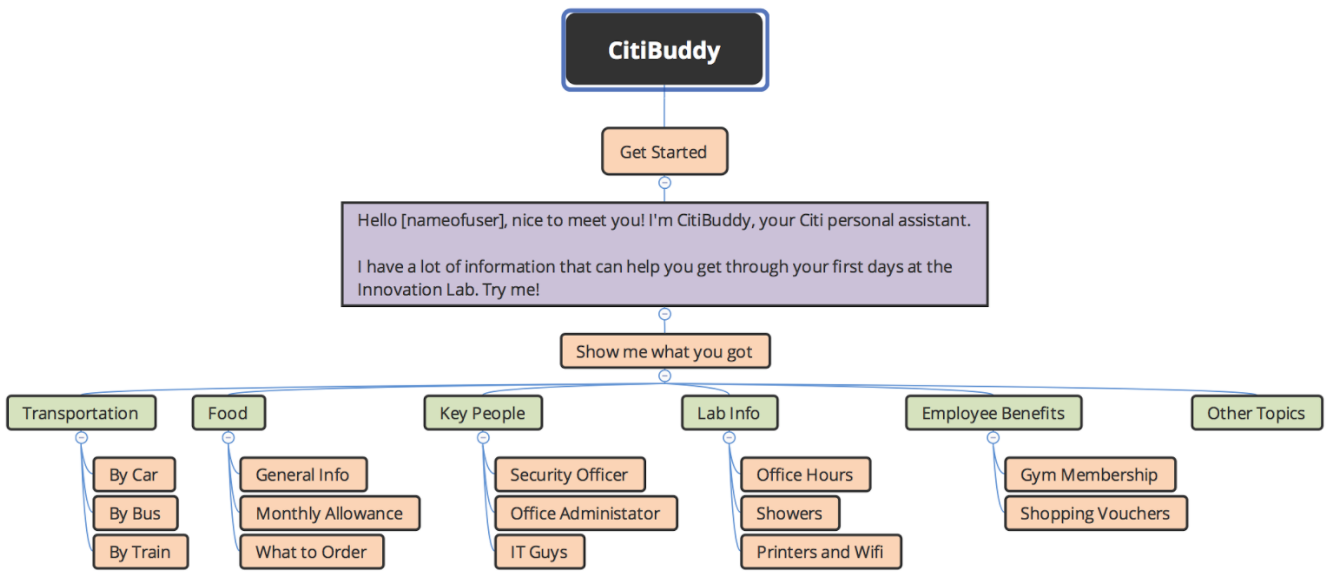 CitiBuddy
Get Started
Hello [nameofuser], nice to meet you! I'm CitiBuddy, your Citi personal assistant.
I have a lot of information that can help you get through your first days at the
Innovation Lab. Try me!
Show me what you got
Transportation
By Car
By Bus
By Train
Food
General Info
Monthly Allowance
What to Order
Key People
Security Officer
Office Administator
IT Guys
Lab Info
Office Hours
Showers
Printers and Wifi
Employee Benefits
Gym Membership
Shopping Vouchers
Other Topics